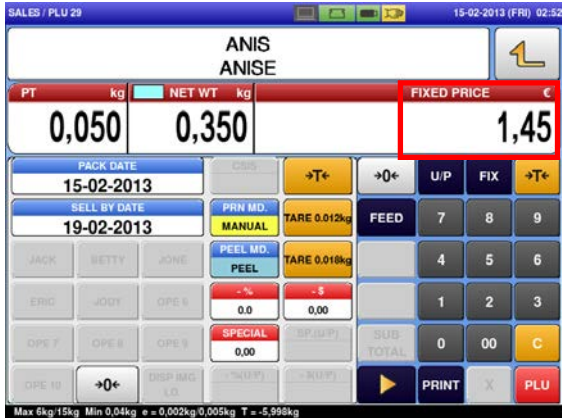 SALES / PLU 29
15-02-2013 (FRI) 02:52
ANIS
ANISE
PT kg
NET WT kg
FIXED PRICE €
0,050
0,350
1,45
PACK DATE
15-02-2013
→T←
→0←
U/P
FIX
→T←
SELL BY DATE
19-02-2013
PRN MD.
MANUAL
TARE 0.012kg
FEED
7
8
9
JACK
BETTY
JONE
PEEL MD.
PEEL
TARE 0.018kg
4
5
6
ERIC
JODY
OPE 6
- %
0.0
- $
0,00
1
2
3
OPE 7
OPE 8
OPE 9
SPECIAL
0,00
SP.(U/P)
SUB
TOTAL
0
00
C
OPE 10
→0←
DISP IMG
- %(U/P)
- $(U/P)
PRINT
X
PLU
Max 6kg/15kg Min 0,04kg e = 0,002kg/0,005kg T = -5,998kg